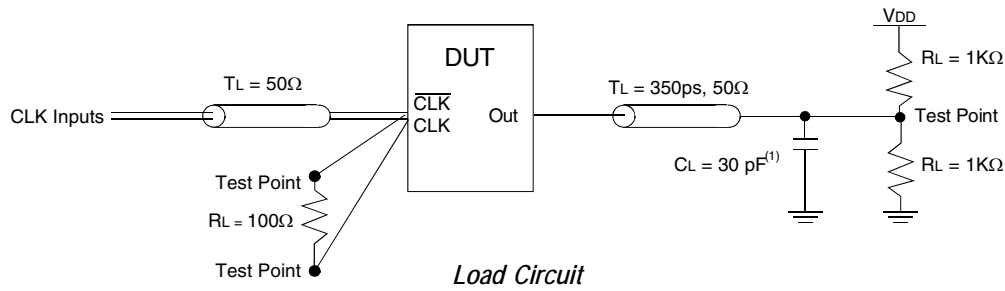 VDD
RL = 1KΩ
DUT
TL = 50Ω
TL = 350ps, 50Ω
CLK Inputs
CLK
CLK
Out
Test Point
CL = 30 pF(1)
RL = 1KΩ
Test Point
RL = 100Ω
Test Point
Load Circuit